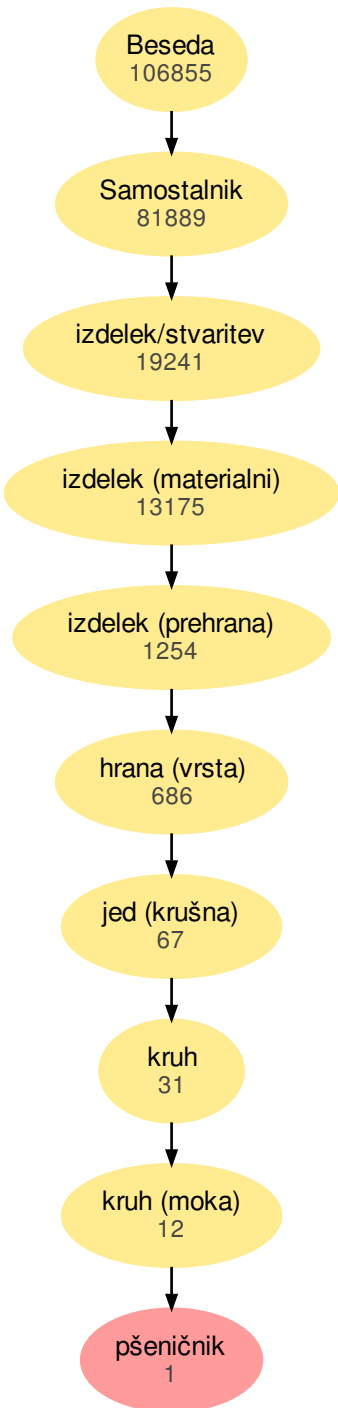 Beseda
106855
Samostalnik
81889
izdelek/stvaritev
19241
izdelek (materialni)
13175
izdelek (prehrana)
1254
hrana (vrsta)
686
jed (krušna)
67
kruh
31
kruh (moka)
12
pšeničnik
1